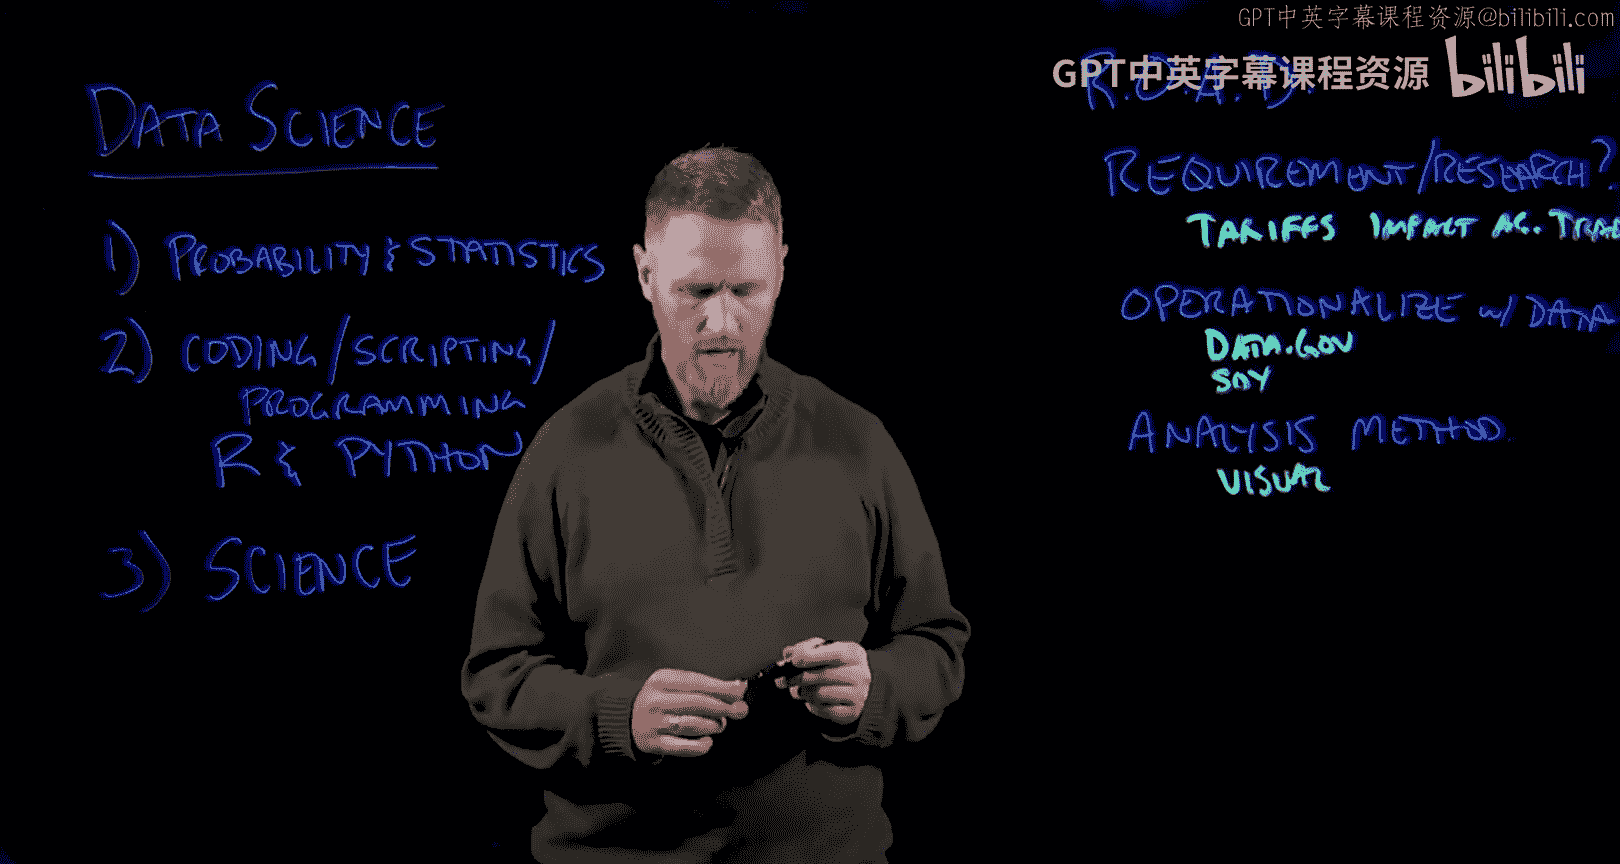 GPT中英字幕课程资源@bilibili.com
GPT中英字幕课程资源 bilibili
DATA SCIENCE
1) PROBABILITY & STATISTICS
2) CODING/SCRIPTING/
PROGRAMMING
R & PYTHON
3) SCIENCE
R.O.A.D.
REQUIREMENT/RESEARCH?
TARIFFS IMPACT AG.
OPERATIONALIZE w/ DATA
DATA.GOV
SOY
ANALYSIS METHOD
VISUAL